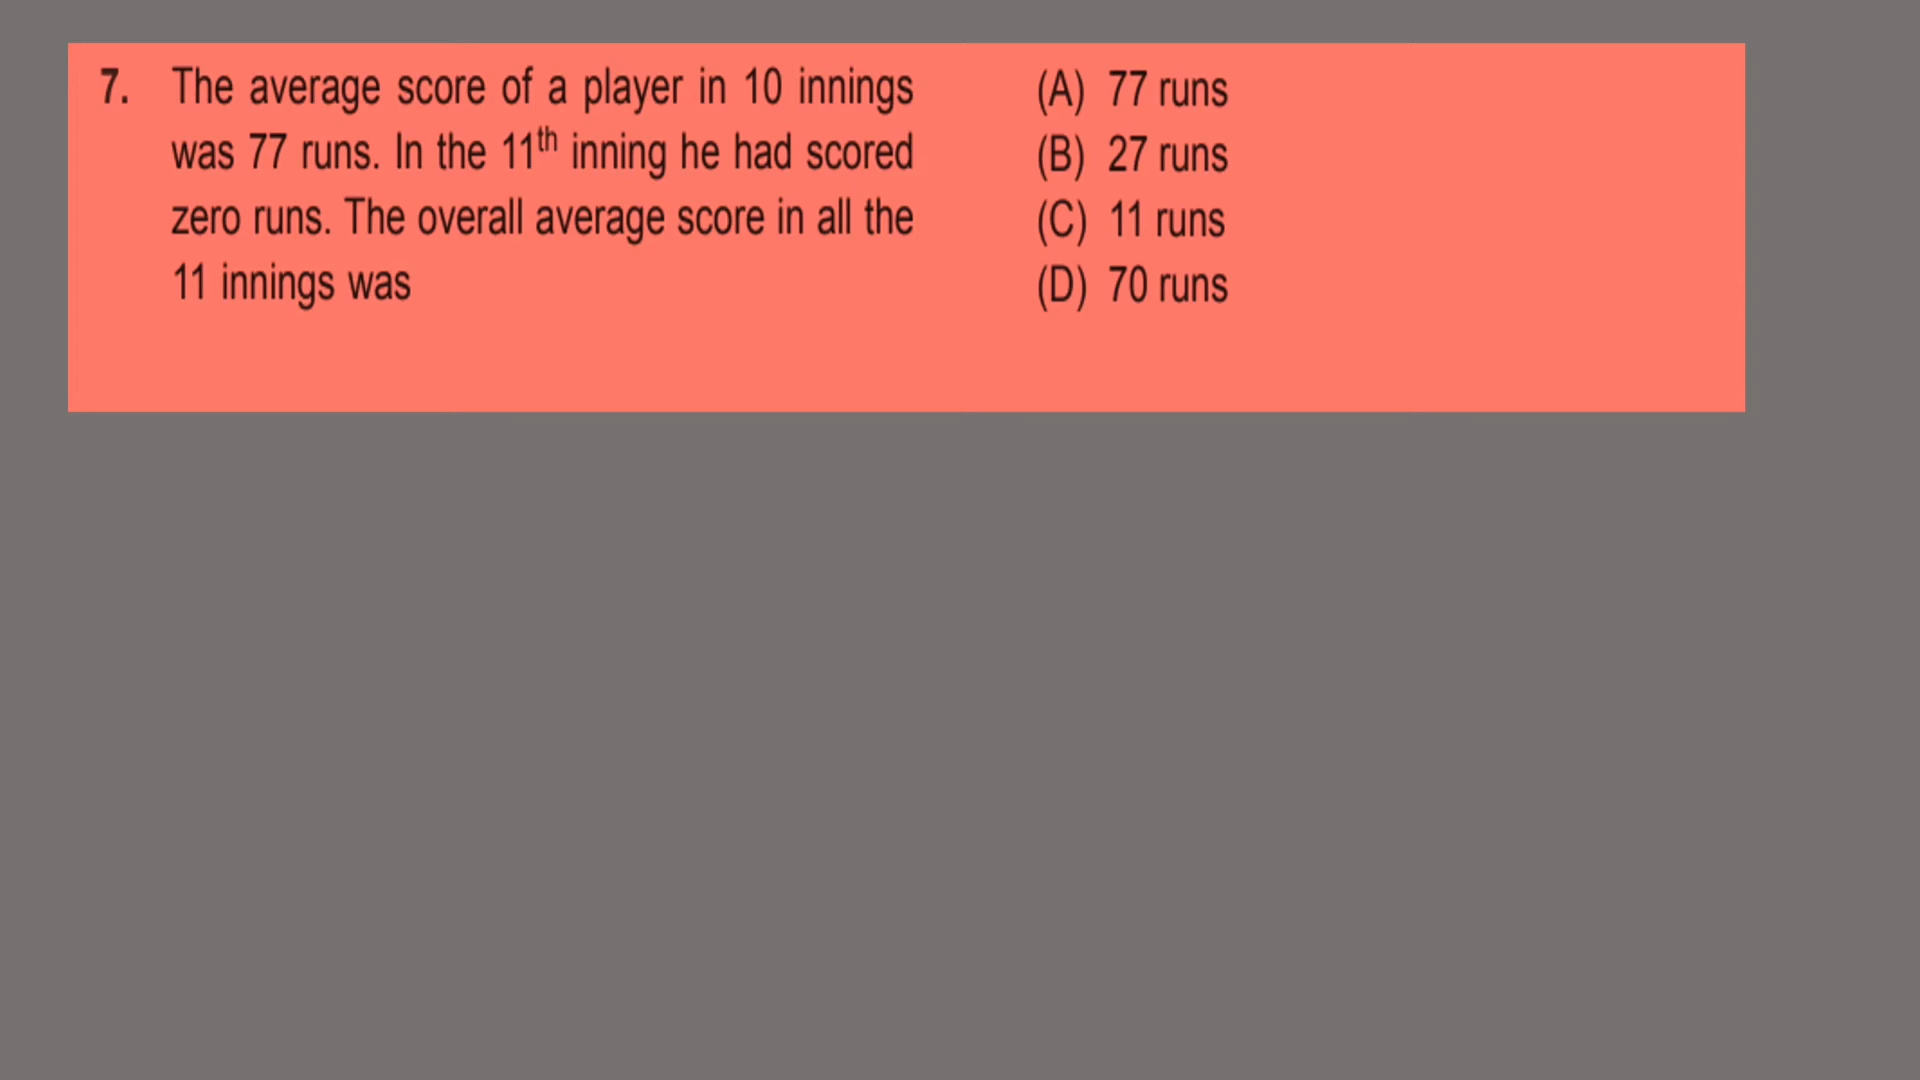 7. The average score of a player in 10 innings
was 77 runs. In the 11th inning he had scored
zero runs. The overall average score in all the
11 innings was
(A) 77 runs
(B) 27 runs
(C) 11 runs
(D) 70 runs